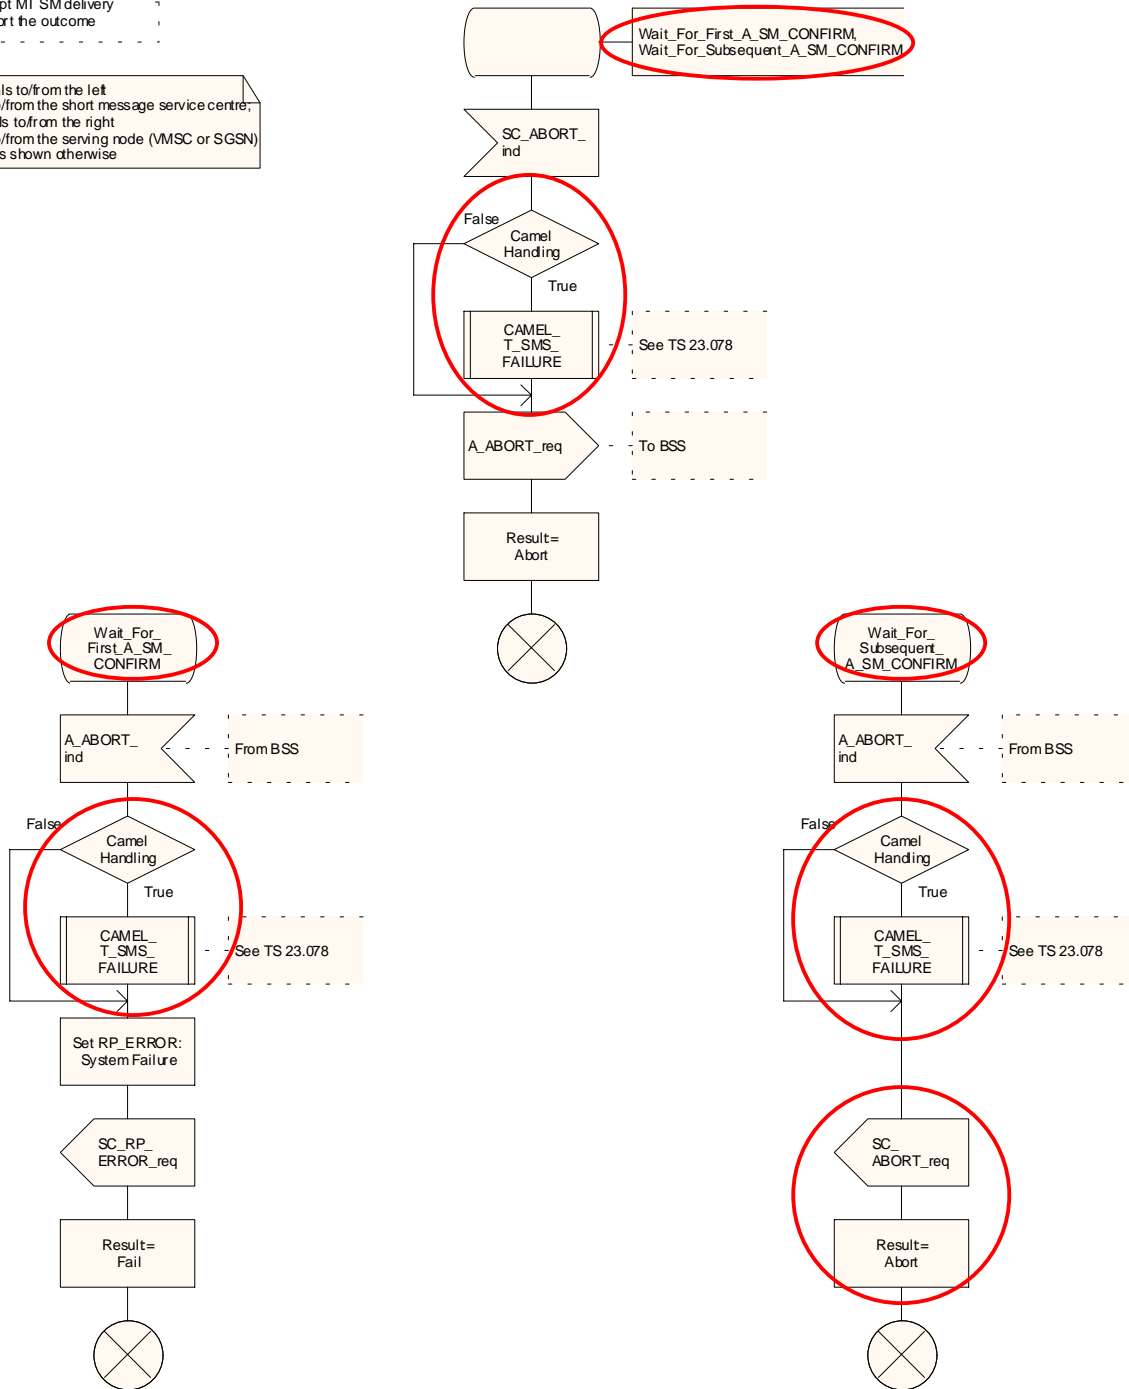 pt MT SM delivery
ort the outcome
ls to/from the left
o/from the short message service centre;
ls to/from the right
o/from the serving node (VMSC or SGSN)
s shown otherwise
Wait_For_First_A_SM_CONFIRM,
Wait_For_Subsequent_A_SM_CONFIRM
SC_ABORT_
ind
False
Camel
Handling
True
CAMEL_
T_SMS_
FAILURE
See TS 23.078
A_ABORT_req
To BSS
Result=
Abort
Wait_For_
First_A_SM_
CONFIRM
A_ABORT_
ind
From BSS
False
Camel
Handling
True
CAMEL_
T_SMS_
FAILURE
See TS 23.078
Set RP_ERROR:
System Failure
SC_RP_
ERROR_req
Result=
Fail
Wait_For_
Subsequent_
A_SM_CONFIRM
A_ABORT_
ind
From BSS
False
Camel
Handling
True
CAMEL_
T_SMS_
FAILURE
See TS 23.078
SC_
ABORT_req
Result=
Abort